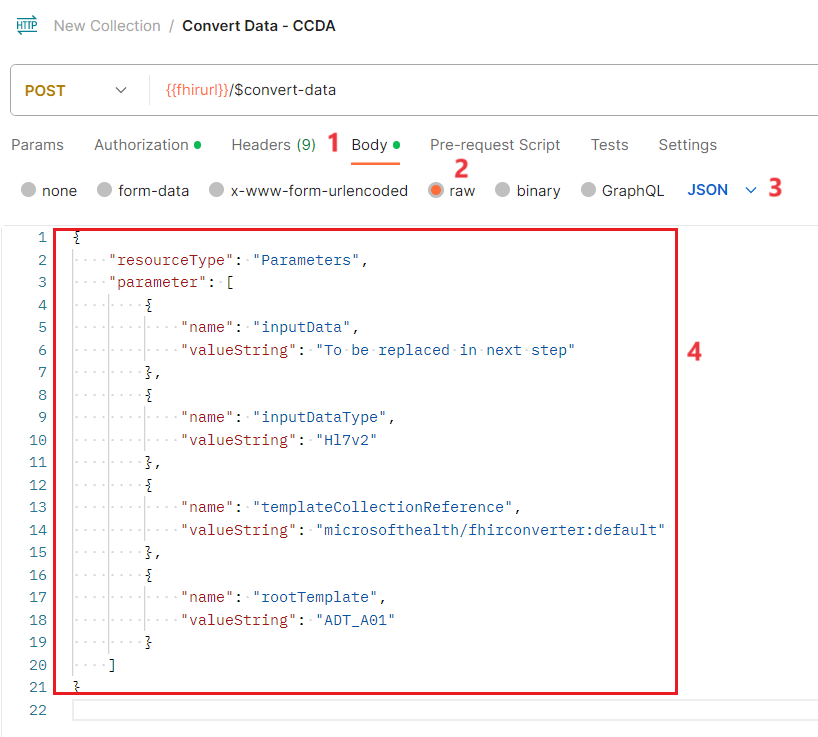 HTTP New Collection / Convert Data - CCDA
POST {{fhirurl}}/$convert-data
Params Authorization Headers (9) 1 Body Pre-request Script Tests Settings
2
none form-data x-www-form-urlencoded raw binary GraphQL JSON 3
1 {
2 "resourceType": "Parameters",
3 "parameter": [
4 {
5 "name": "inputData",
6 "valueString": "To be replaced in next step"
4
7 },
8 {
9 "name": "inputDataType",
10 "valueString": "Hl7v2"
11 },
12 {
13 "name": "templateCollectionReference",
14 "valueString": "microsofthealth/fhirconverter:default"
15 },
16 {
17 "name": "rootTemplate",
18 "valueString": "ADT_A01"
19 }
20 ]
21 }
22